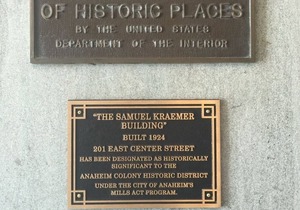 OF HISTORIC PLACES
BY THE UNITED STATES
DEPARTMENT OF THE INTERIOR
"THE SAMUEL KRAEMER
BUILDING"
BUILT 1924
201 EAST CENTER STREET
HAS BEEN DESIGNATED AS HISTORICALLY
SIGNIFICANT TO THE
ANAHEIM COLONY HISTORIC DISTRICT
UNDER THE CITY OF ANAHEIM'S
MILLS ACT PROGRAM.